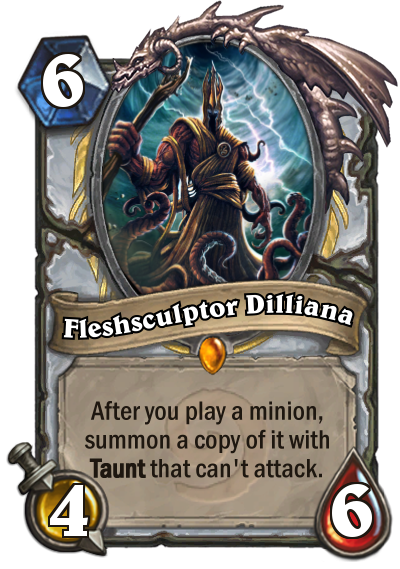 6
Fleshsculptor Dilliana
After you play a minion,
summon a copy of it with
Taunt that can't attack.
4
6